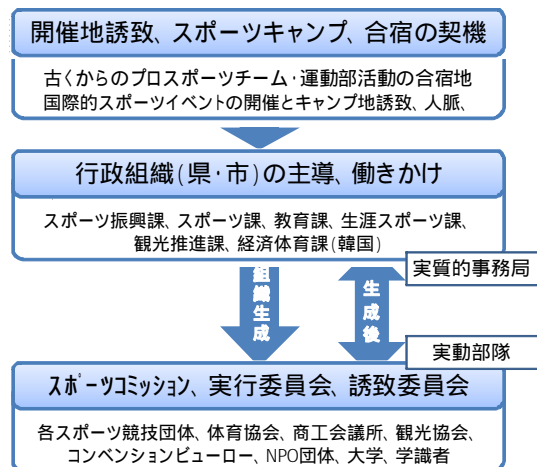 開催地誘致、スポーツキャンプ、合宿の契機
古くからのプロスポーツチーム・運動部活動の合宿地
国際的スポーツイベントの開催とキャンプ地誘致、人脈、
行政組織(県・市)の主導、働きかけ
スポーツ振興課、スポーツ課、教育課、生涯スポーツ課、
観光推進課、経済体育課(韓国)
実質的事務局
組織生成
生成後
実動部隊
スポーツコミッション、実行委員会、誘致委員会
各スポーツ競技団体、体育協会、商工会議所、観光協会、
コンベンションビューロー、NPO団体、大学、学識者